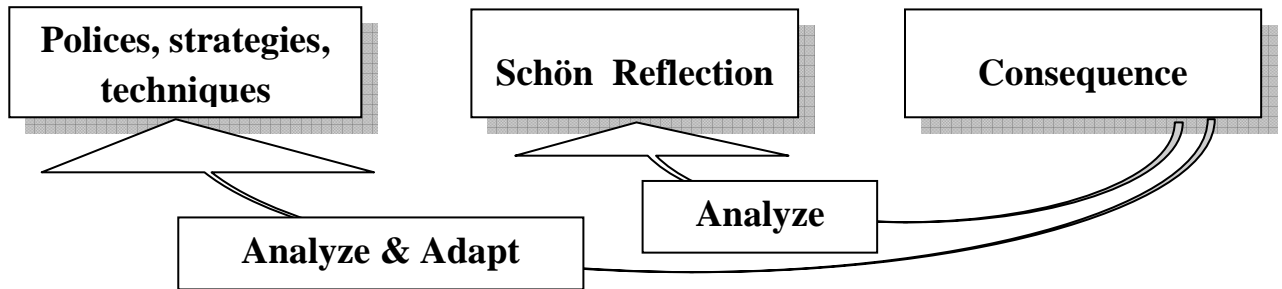 Polices, strategies,
techniques
Schön Reflection
Consequence
Analyze
Analyze & Adapt